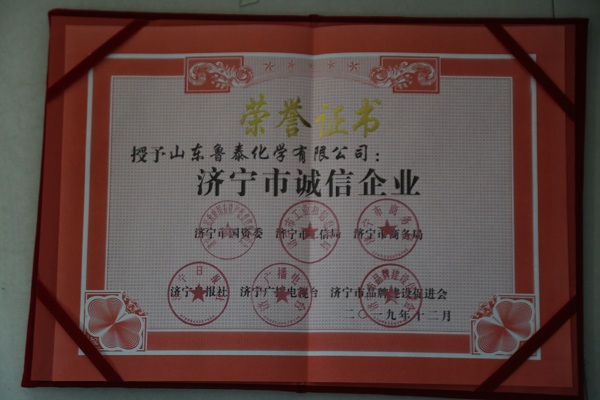 荣誉证书
授予山东鲁泰化学有限公司：
济宁市诚信企业
济宁市国资委 济宁市工信局 济宁市商务局
济宁日报社 济宁广播电视台 济宁市品牌建设促进会
二〇一九年十二月